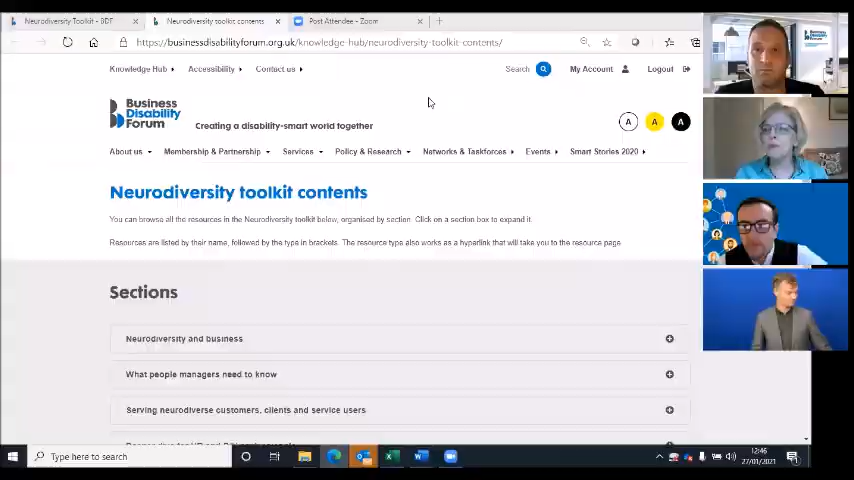 Neurodiversity Toolkit - BDF
Neurodiversity toolkit contents
Post Attendee - Zoom
https://businessdisabilityforum.org.uk/knowledge-hub/neurodiversity-toolkit-contents/
Knowledge Hub
Accessibility
Contact us
Search
My Account
Logout
Business
Disability
Forum
Creating a disability-smart world together
A A A
About us
Membership & Partnership
Services
Policy & Research
Networks & Taskforces
Events
Smart Stories 2020
Neurodiversity toolkit contents
You can browse all the resources in the Neurodiversity toolkit below, organised by section. Click on a section box to expand it.
Resources are listed by their name, followed by the type in brackets. The resource type also works as a hyperlink that will take you to the resource page
Sections
Neurodiversity and business
What people managers need to know
Serving neurodiverse customers, clients and service users
Type here to search
12:46
27/01/2021